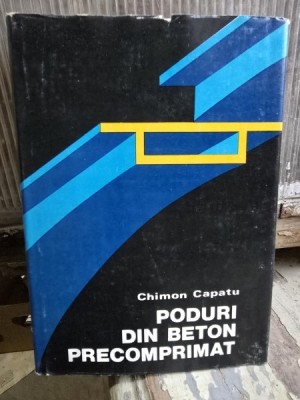 Chimon Capatu
PODURI
DIN BETON
PRECOMPRIMAT